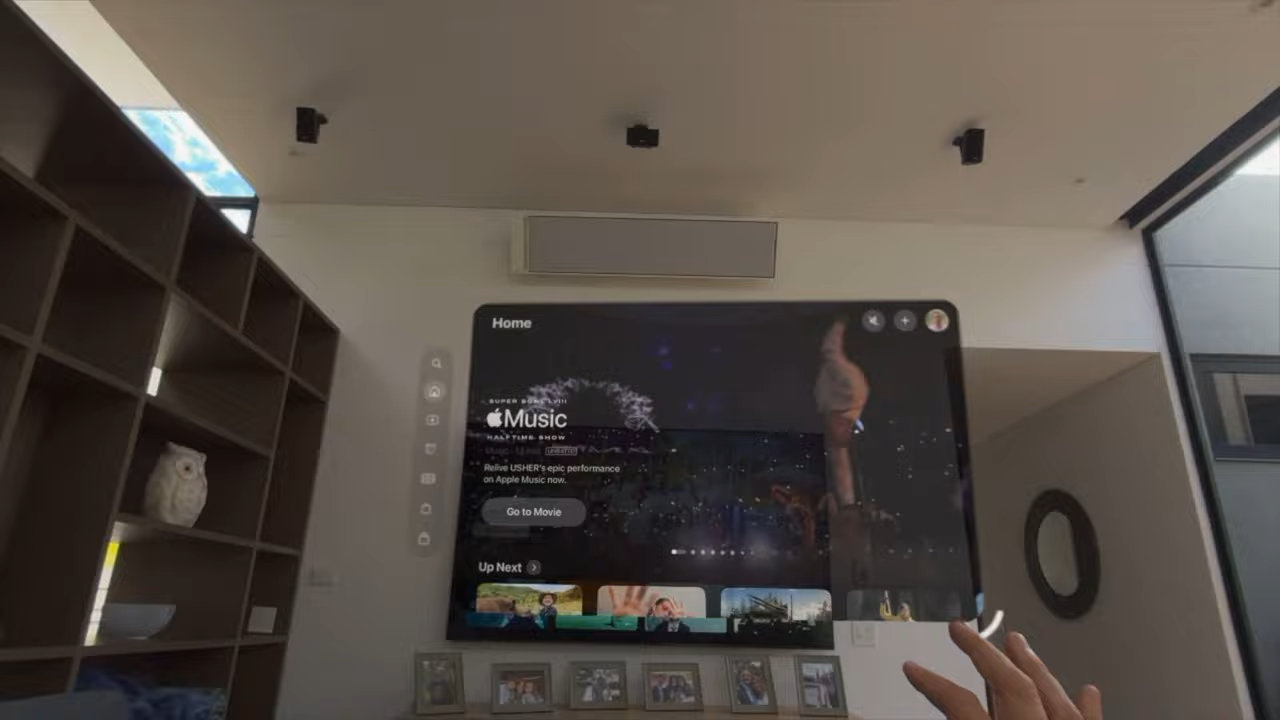 Home
SUPER BOWL LVIII
Music
HALFTIME SHOW
UNRATED
Relive USHER's epic performance
on Apple Music now.
Go to Movie
Up Next